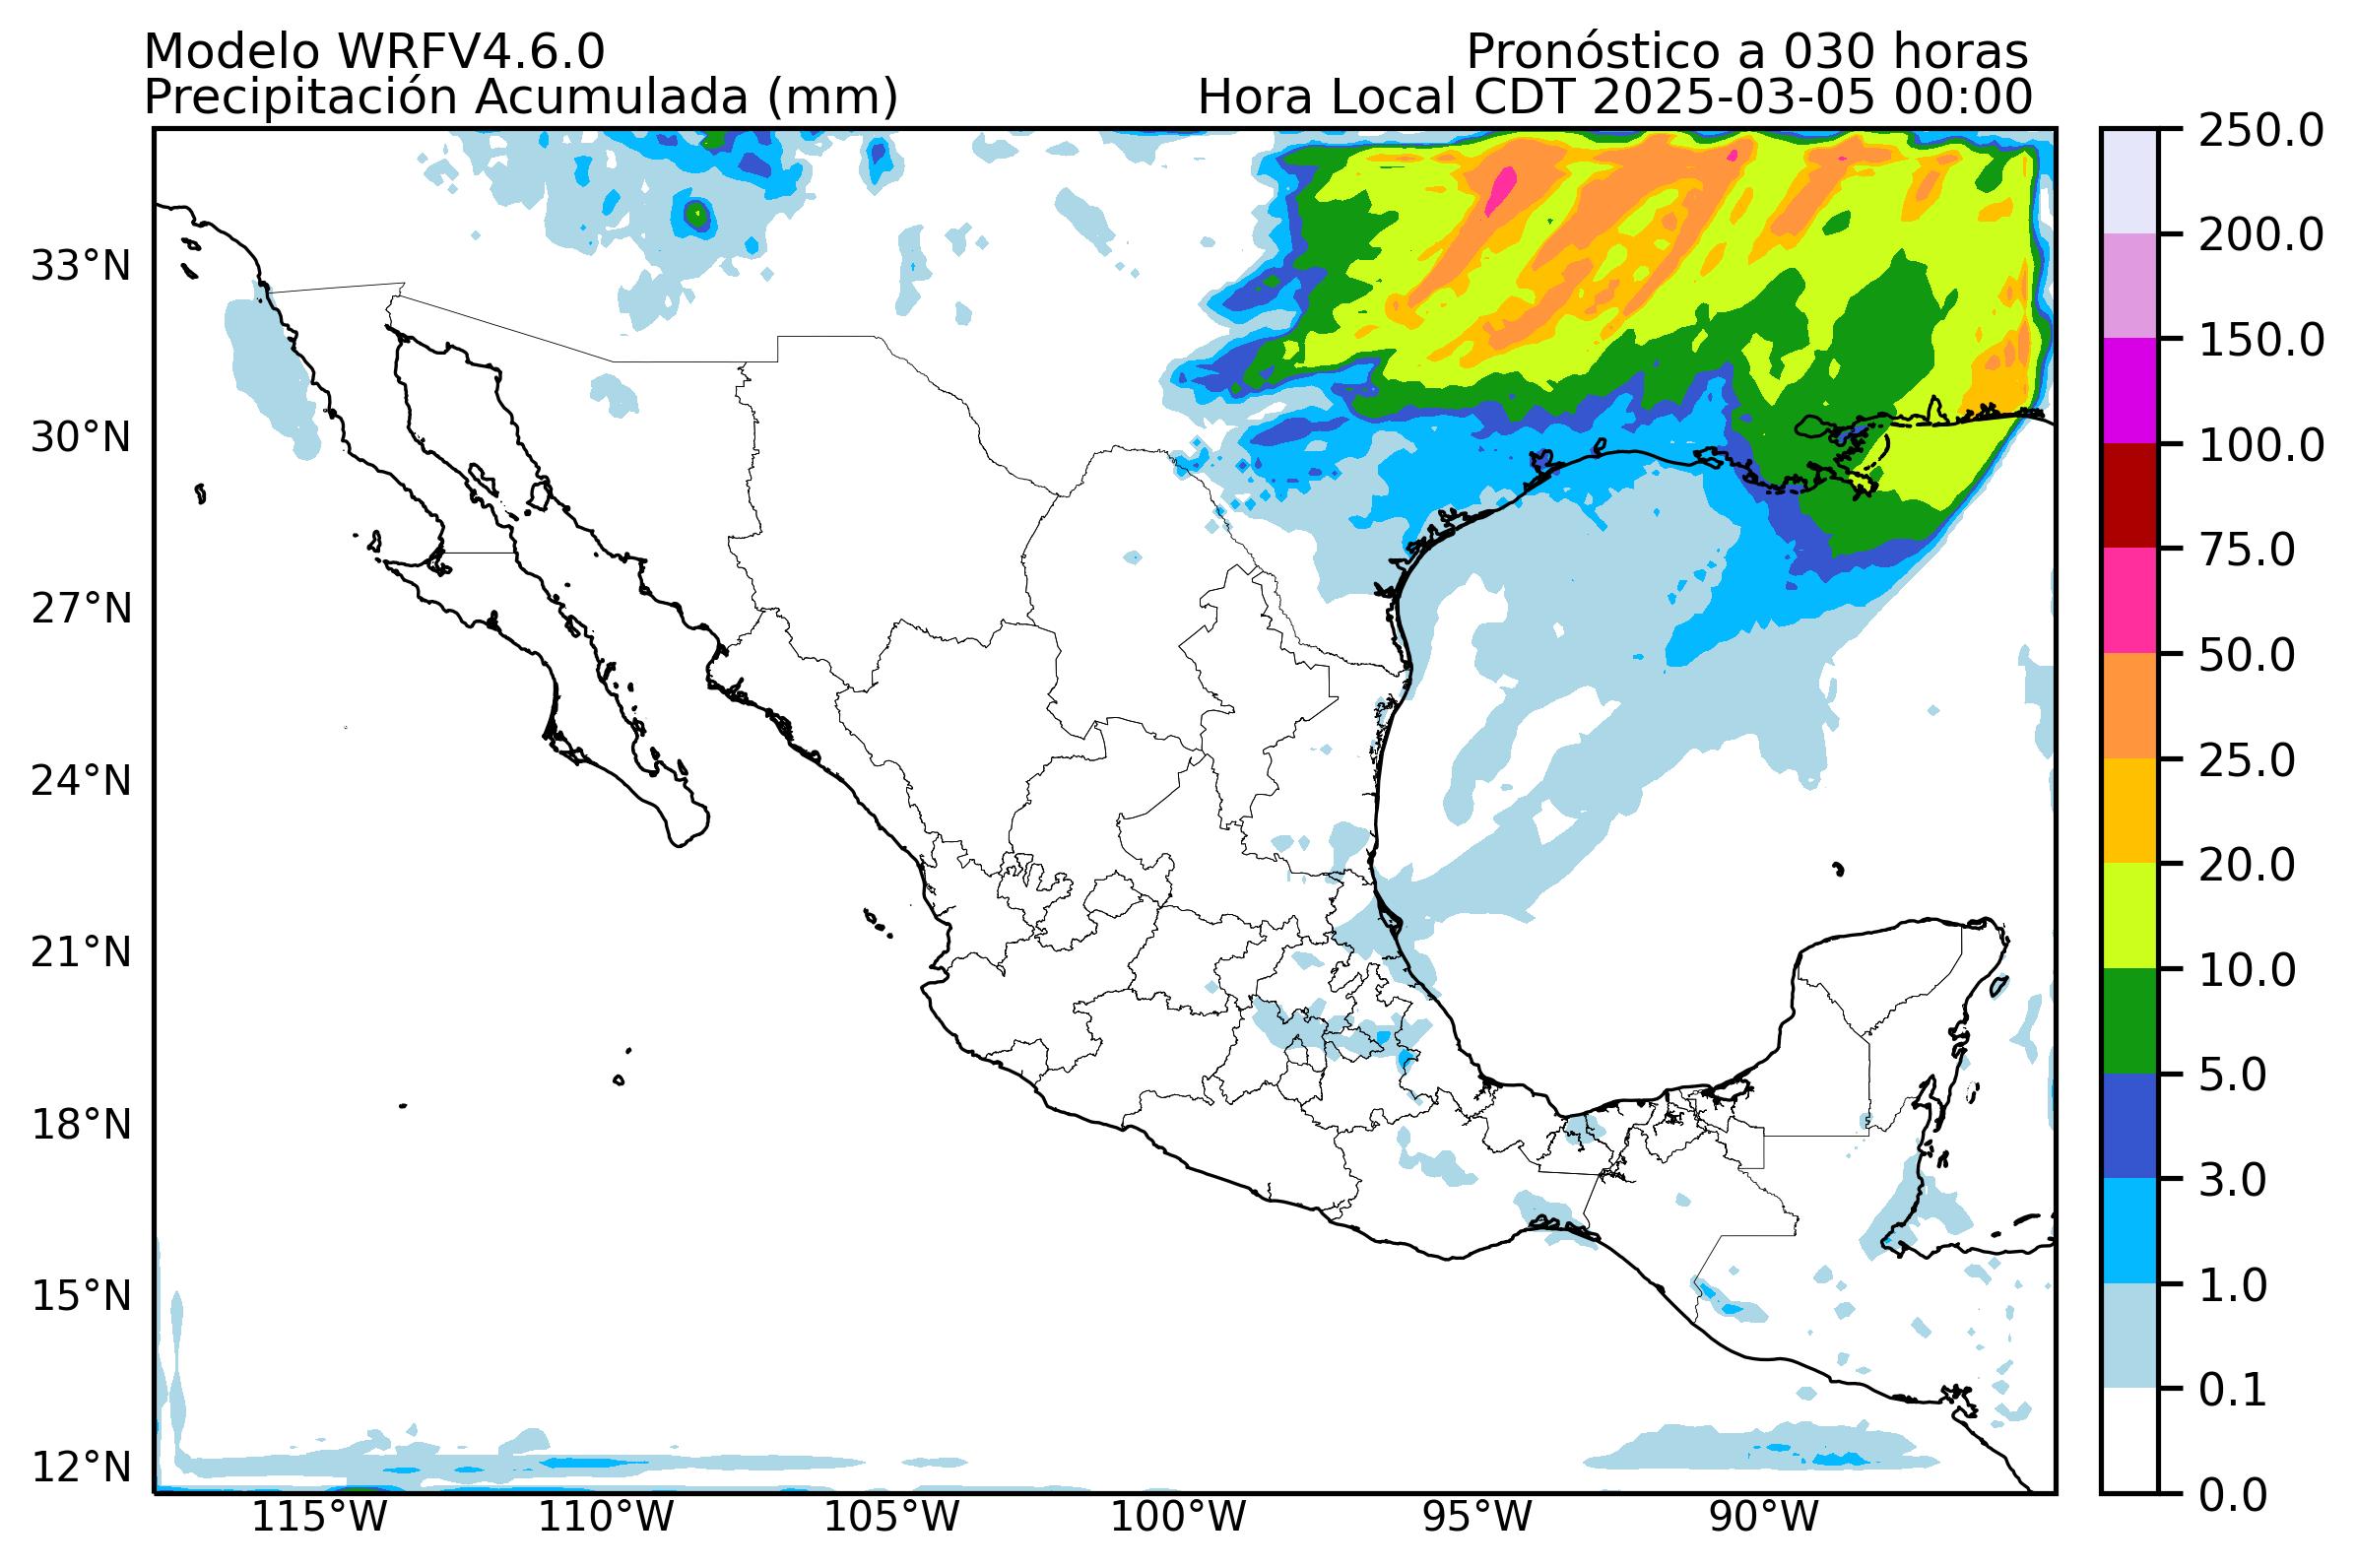 Modelo WRFV4.6.0
Pronóstico a 030 horas
Precipitación Acumulada (mm)
Hora Local CDT 2025-03-05 00:00
33°N
30°N
27°N
24°N
21°N
18°N
15°N
12°N
115°W
110°W
105°W
100°W
95°W
90°W
250.0
200.0
150.0
100.0
75.0
50.0
25.0
20.0
10.0
5.0
3.0
1.0
0.1
0.0